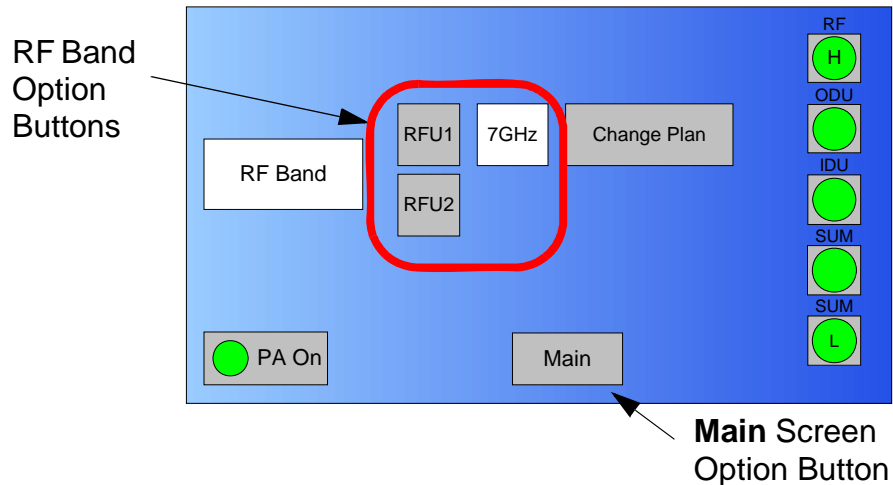 RF Band
Option
Buttons
RFU1
7GHz
Change Plan
RF Band
RFU2
PA On
Main
RF
H
ODU
IDU
SUM
SUM
L
Main Screen
Option Button